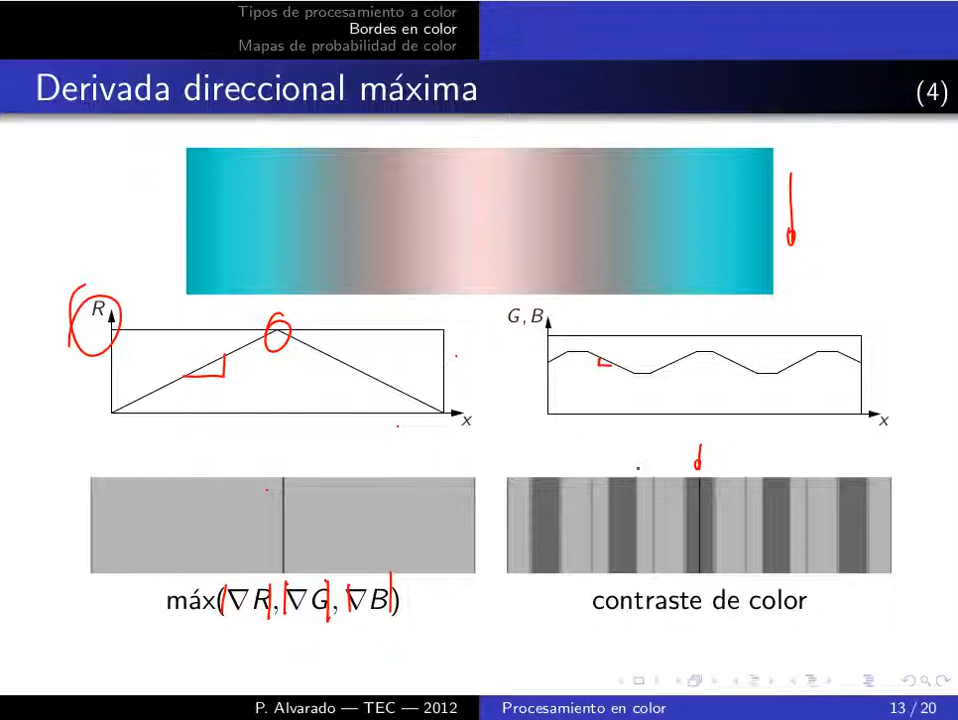 Tipos de procesamiento a color
Bordes en color
Mapas de probabilidad de color
Derivada direccional máxima
(4)
R
x
G, B
x
máx(∇R, ∇G, ∇B)
contraste de color
P. Alvarado — TEC — 2012
Procesamiento en color
13 / 20